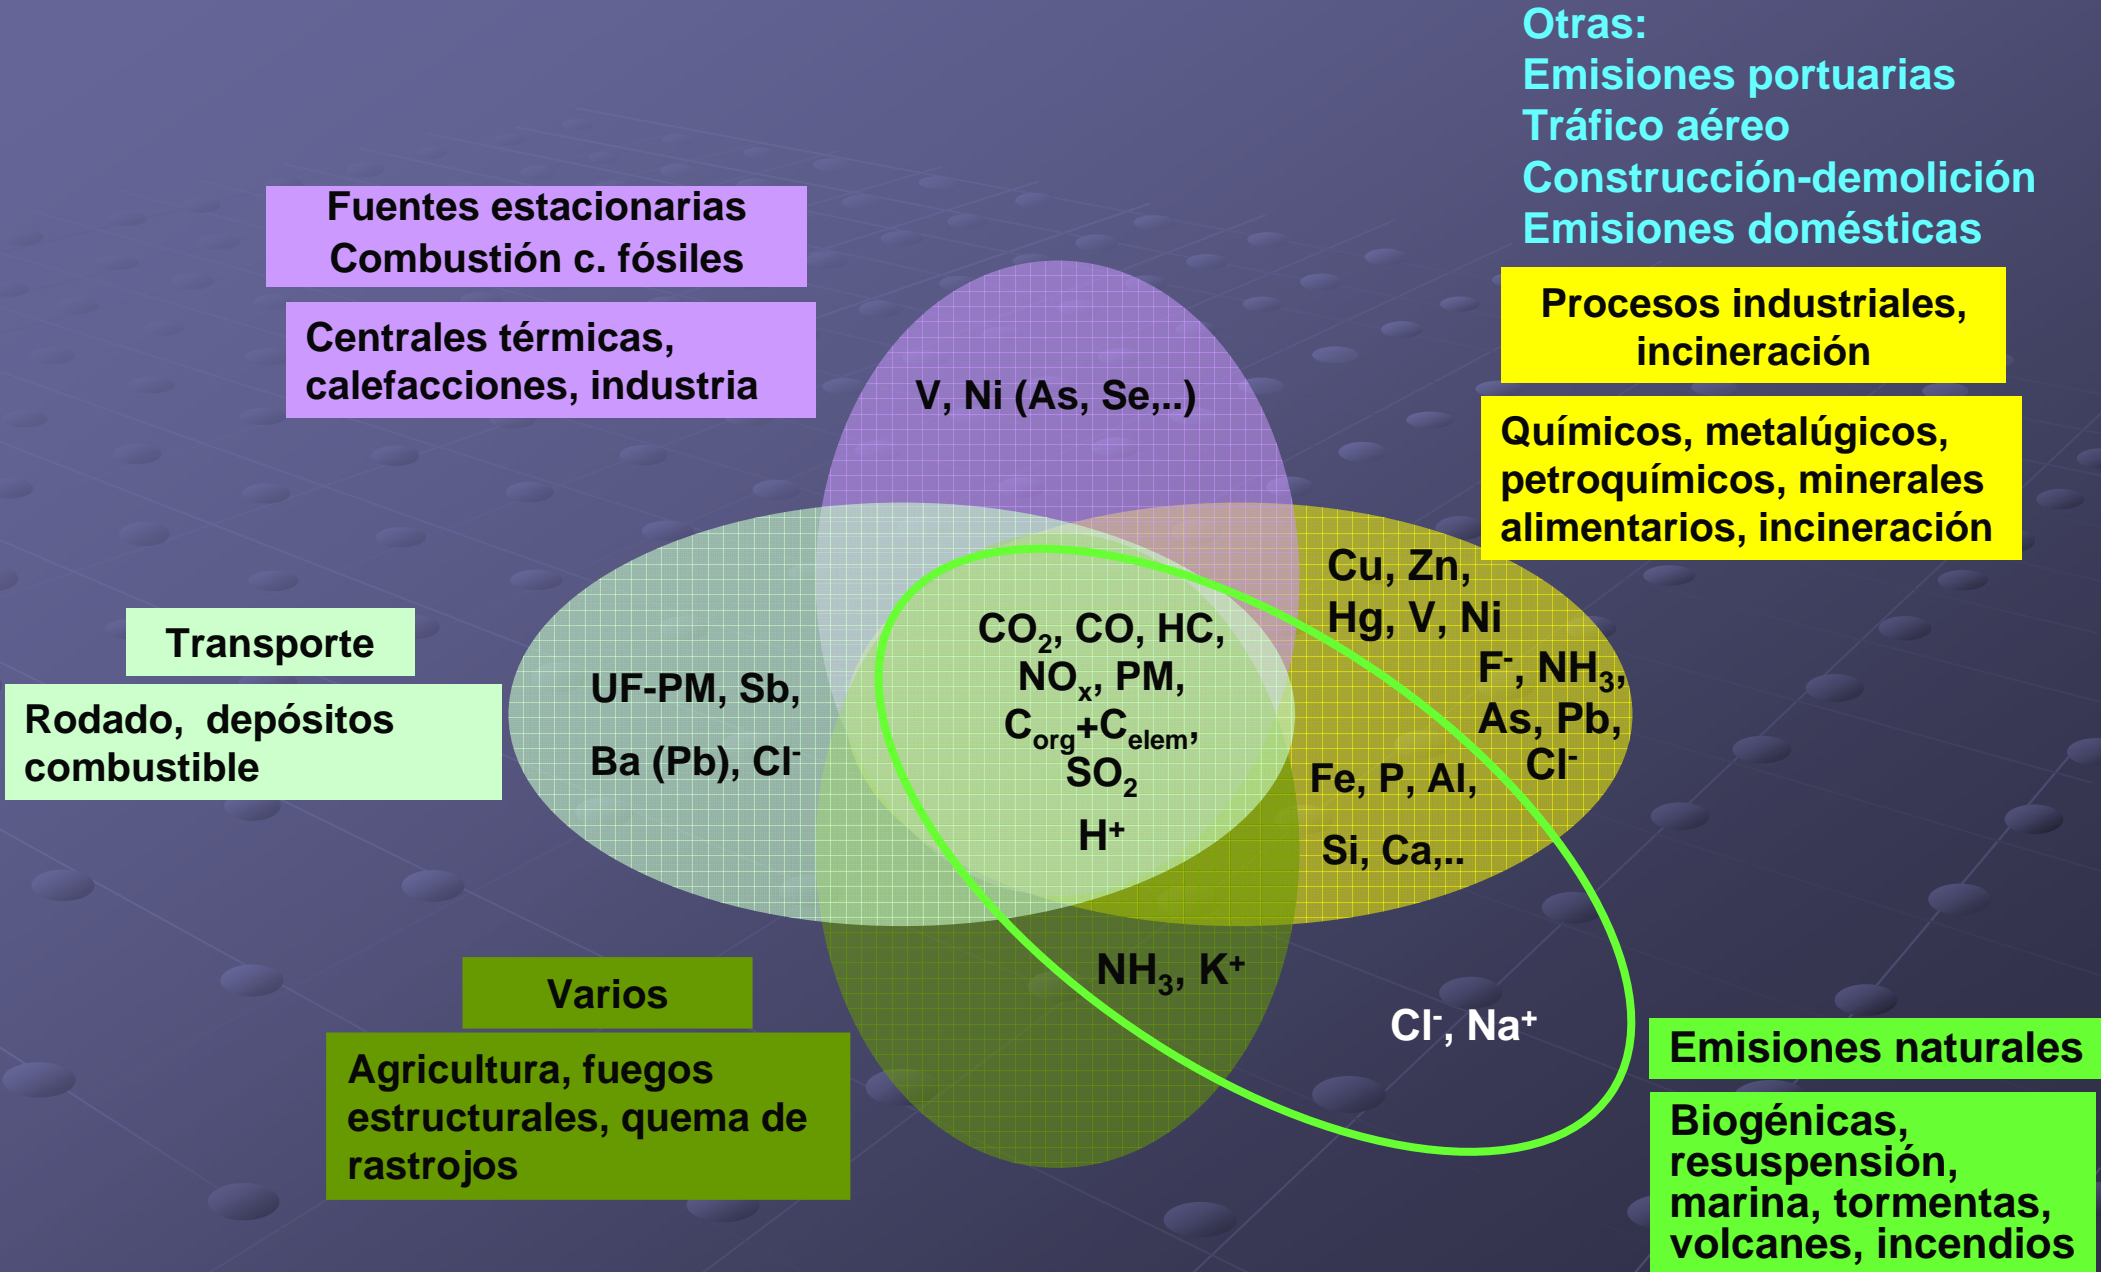 Otras:
Emisiones portuarias
Tráfico aéreo
Construcción-demolición
Emisiones domésticas
Fuentes estacionarias
Combustión c. fósiles
Centrales térmicas,
calefacciones, industria
Procesos industriales,
incineración
Químicos, metalúgicos,
petroquímicos, minerales
alimentarios, incineración
V, Ni (As, Se,..)
Transporte
Rodado, depósitos
combustible
UF-PM, Sb,
Ba (Pb), Cl⁻
CO₂, CO, HC,
NOₓ, PM,
C_org+C_elem,
SO₂
H⁺
Cu, Zn,
Hg, V, Ni
F⁻, NH₃,
As, Pb,
Cl⁻
Fe, P, Al,
Si, Ca,..
NH₃, K⁺
Cl⁻, Na⁺
Varios
Agricultura, fuegos
estructurales, quema de
rastrojos
Emisiones naturales
Biogénicas,
resuspensión,
marina, tormentas,
volcanes, incendios